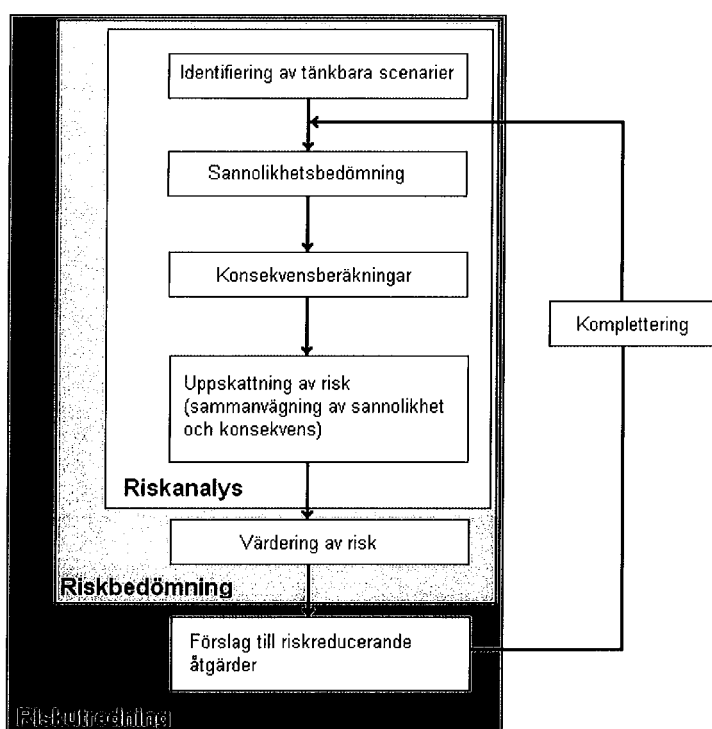 Identifiering av tänkbara scenarier
Sannolikhetsbedömning
Konsekvensberäkningar
Komplettering
Uppskattning av risk
(sammanvägning av sannolikhet
och konsekvens)
Riskanalys
Värdering av risk
Riskbedömning
Förslag till riskreducerande
åtgärder
Riskutredning